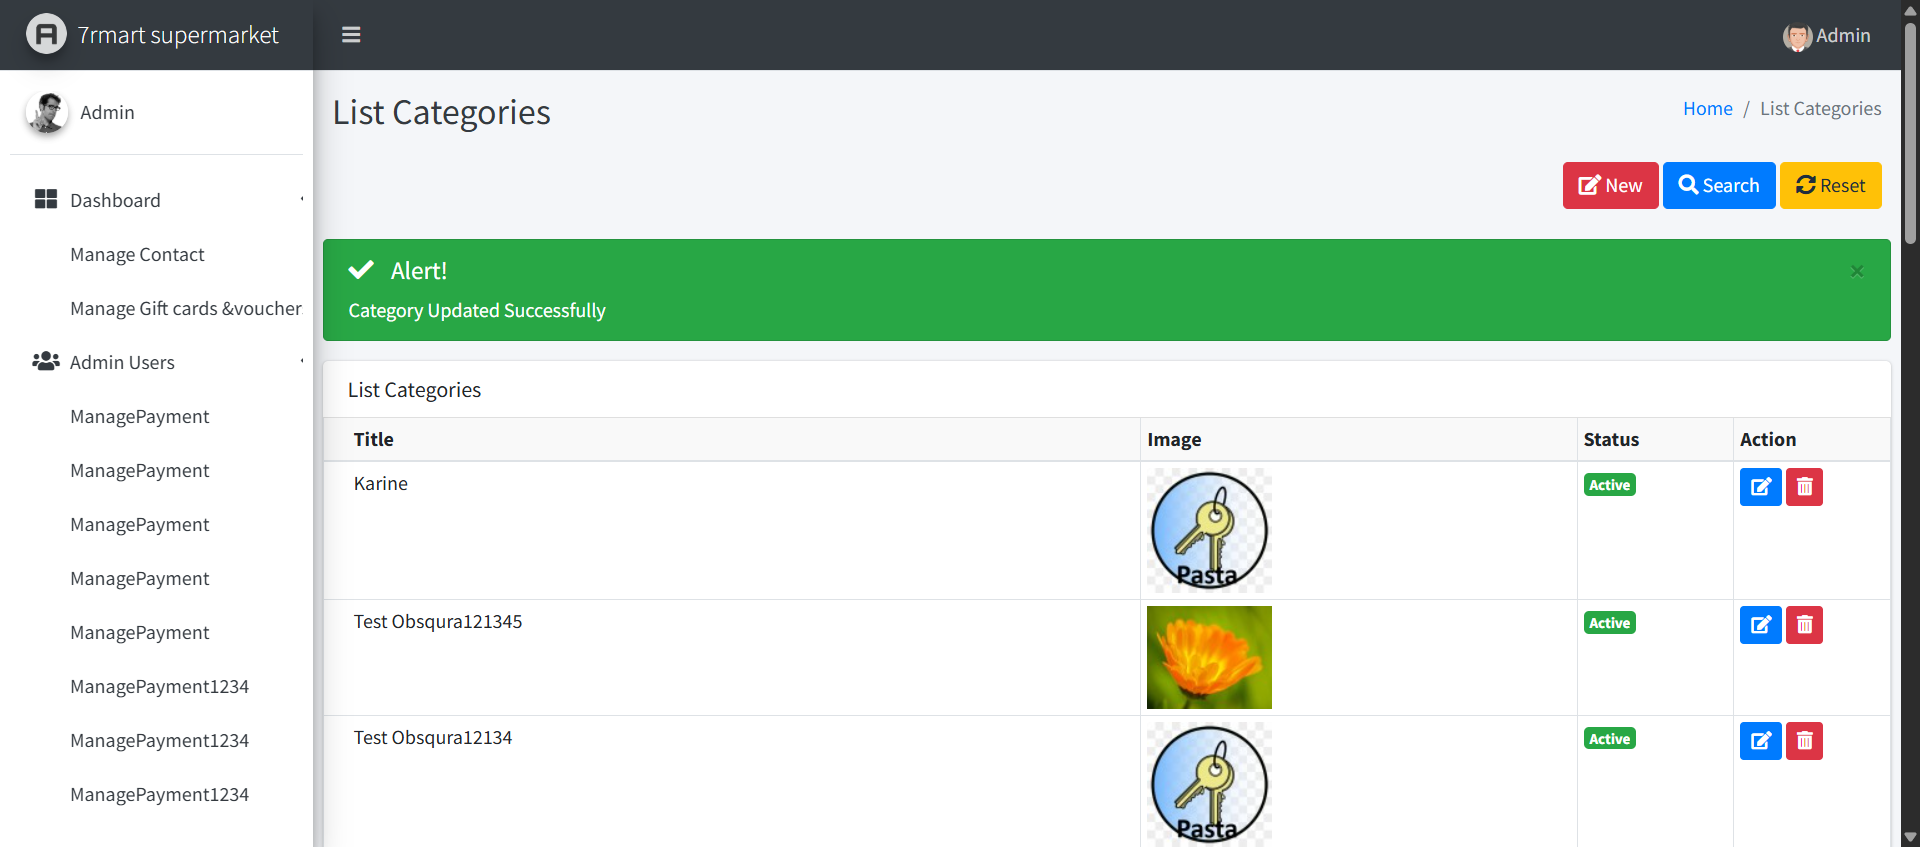 7rmart supermarket
Admin
Admin
List Categories
Home / List Categories
Dashboard
Manage Contact
Manage Gift cards &voucher
Admin Users
ManagePayment
ManagePayment
ManagePayment
ManagePayment
ManagePayment
ManagePayment1234
ManagePayment1234
ManagePayment1234
New Search Reset
Alert! ×
Category Updated Successfully
List Categories
Title Image Status Action
Karine Active
Pasta
Test Obsqura121345 Active
Test Obsqura12134 Active
Pasta